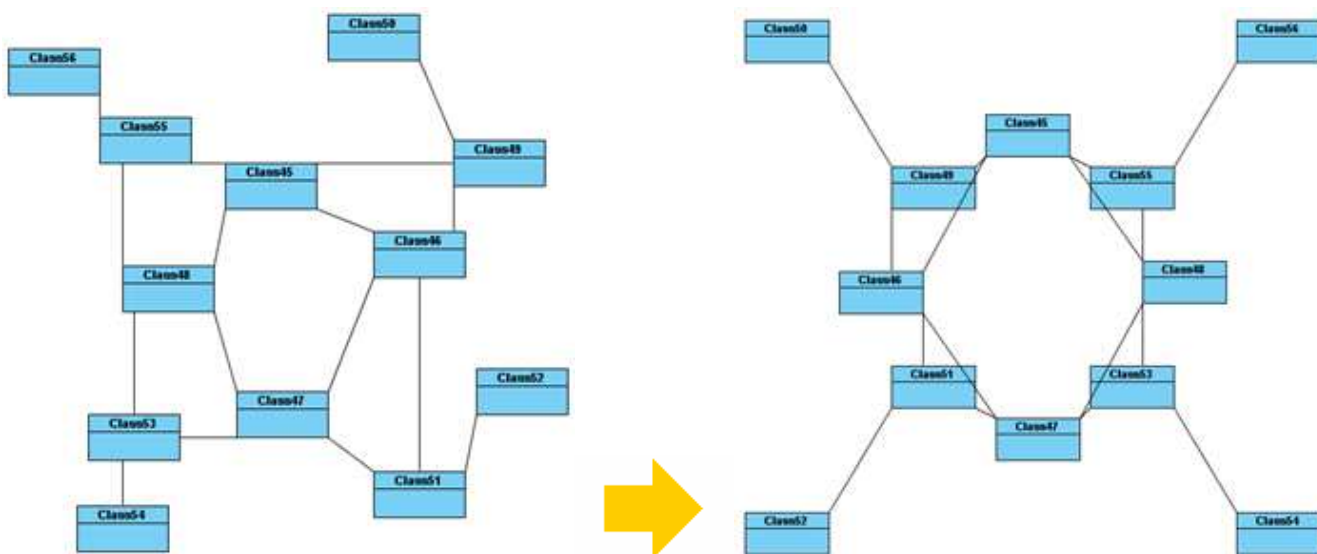 Class50
Class56
Class55
Class49
Class45
Class46
Class48
Class52
Class47
Class53
Class51
Class54
Class50
Class56
Class45
Class49
Class55
Class46
Class48
Class51
Class53
Class47
Class52
Class54